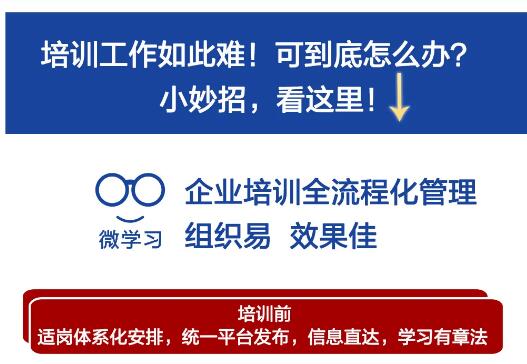 培训工作如此难！可到底怎么办？
小妙招，看这里！
企业培训全流程化管理
微学习
组织易 效果佳
培训前
适岗体系化安排，统一平台发布，信息直达，学习有章法